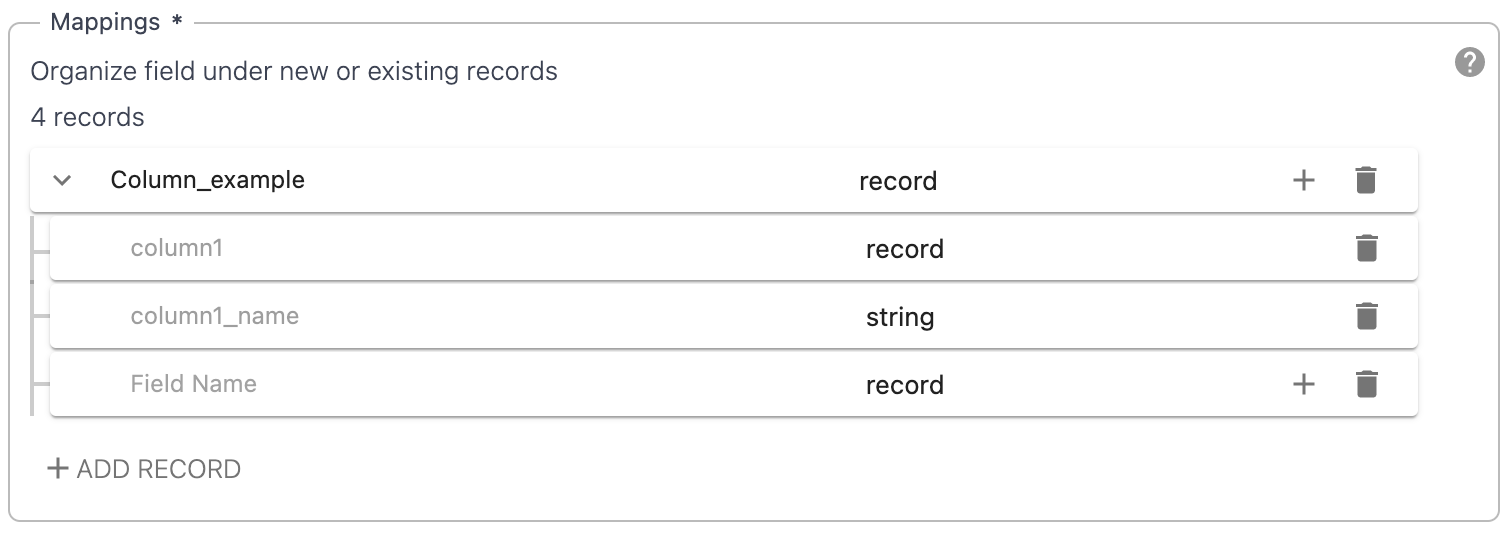 Mappings *
Organize field under new or existing records
?
4 records
Column_example record
column1 record
column1_name string
Field Name record
+ ADD RECORD